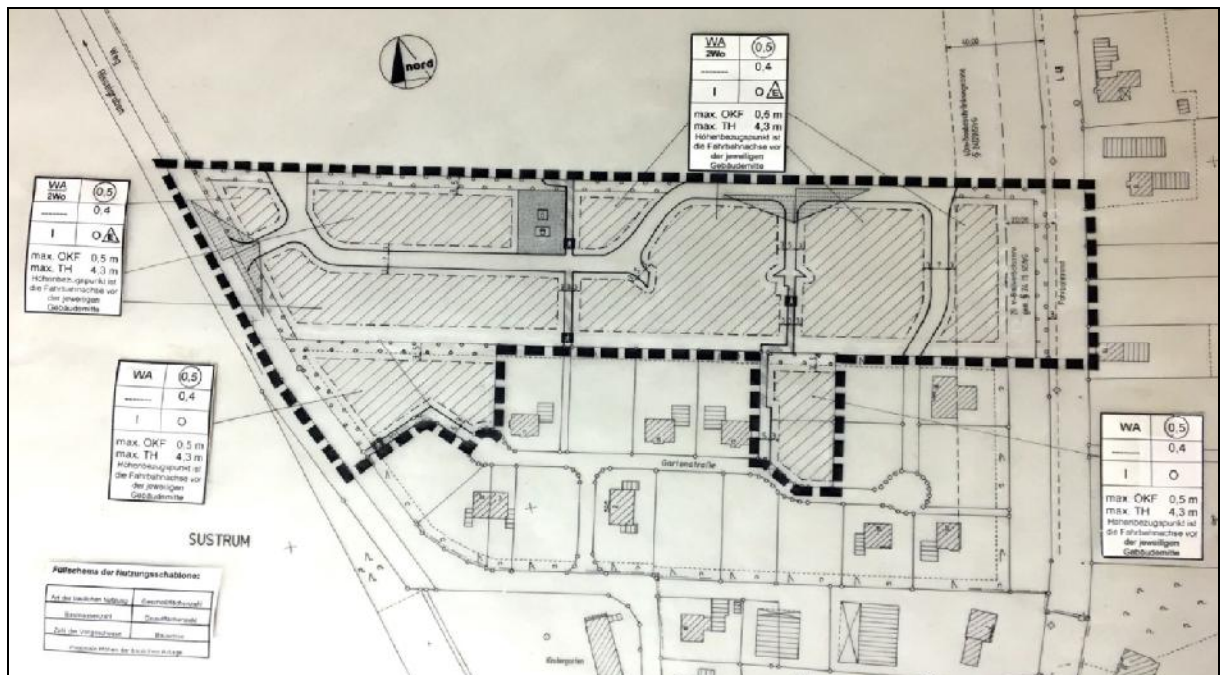 Weg
nord
WA
2Wo
0,5
0,4
I
O E
max. OKF 0,5 m
max. TH 4,3 m
Höhenbezugspunkt ist
die Fahrbahnachse vor
der jeweiligen
Gebäudemitte
L 48
WA
2Wo
0,5
0,4
I
O E
max. OKF 0,5 m
max. TH 4,3 m
Höhenbezugspunkt ist
die Fahrbahnachse vor
der jeweiligen
Gebäudemitte
WA
0,5
0,4
I
O
max. OKF 0,5 m
max. TH 4,3 m
Höhenbezugspunkt ist
die Fahrbahnachse vor
der jeweiligen
Gebäudemitte
Gartenstraße
WA
0,5
0,4
I
O
max. OKF 0,5 m
max. TH 4,3 m
Höhenbezugspunkt ist
die Fahrbahnachse vor
der jeweiligen
Gebäudemitte
SUSTRUM
Füllschema der Nutzungsschablone:
Art der baulichen Nutzung
Geschoßflächenzahl
Baumassenzahl
Grundflächenzahl
Zahl der Vollgeschosse
Bauweise
Kindergarten